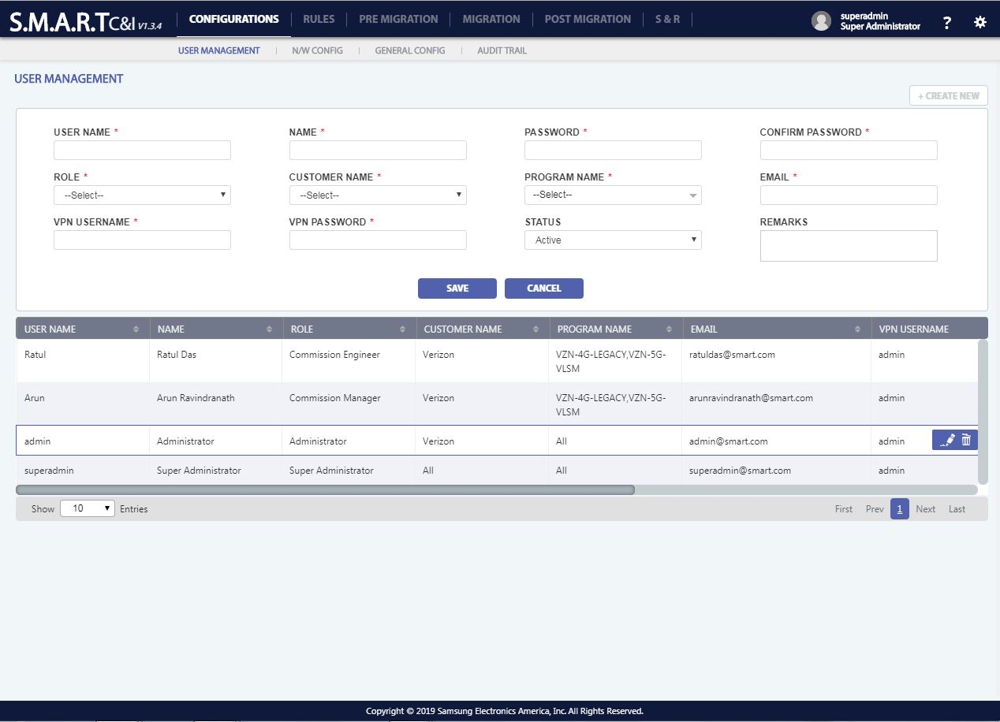 S.M.A.R.T C&I V1.3.4 CONFIGURATIONS RULES PRE MIGRATION MIGRATION POST MIGRATION S & R superadmin ?
Super Administrator
USER MANAGEMENT N/W CONFIG GENERAL CONFIG AUDIT TRAIL
USER MANAGEMENT
+ CREATE NEW
USER NAME * NAME * PASSWORD * CONFIRM PASSWORD *
ROLE * CUSTOMER NAME * PROGRAM NAME * EMAIL *
--Select-- --Select-- --Select--
VPN USERNAME * VPN PASSWORD * STATUS REMARKS
Active
SAVE CANCEL
USER NAME NAME ROLE CUSTOMER NAME PROGRAM NAME EMAIL VPN USERNAME
Ratul Ratul Das Commission Engineer Verizon VZN-4G-LEGACY,VZN-5G- ratuldas@smart.com admin
VLSM
Arun Arun Ravindranath Commission Manager Verizon VZN-4G-LEGACY,VZN-5G- arunravindranath@smart.com admin
VLSM
admin Administrator Administrator Verizon All admin@smart.com admin
superadmin Super Administrator Super Administrator All All superadmin@smart.com admin
Show 10 Entries First Prev 1 Next Last
Copyright © 2019 Samsung Electronics America, Inc. All Rights Reserved.